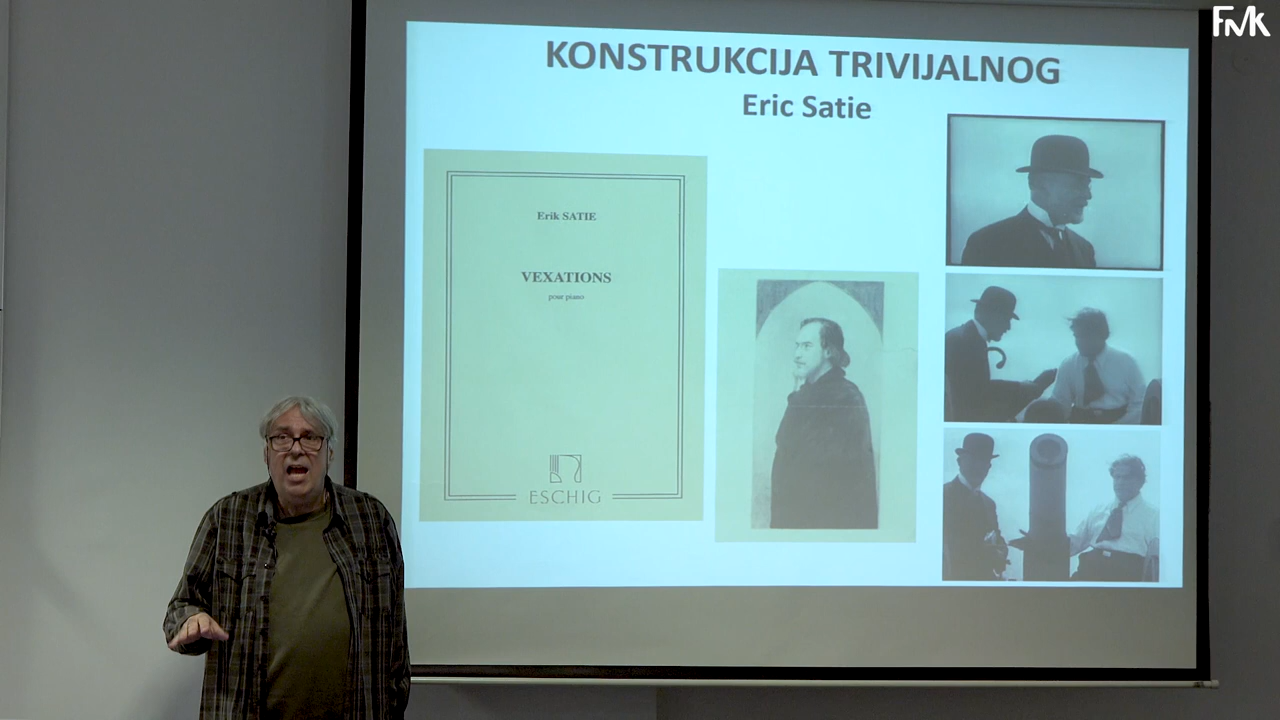 FMK
KONSTRUKCIJA TRIVIJALNOG
Eric Satie
Erik SATIE
VEXATIONS
pour piano
ESCHIG